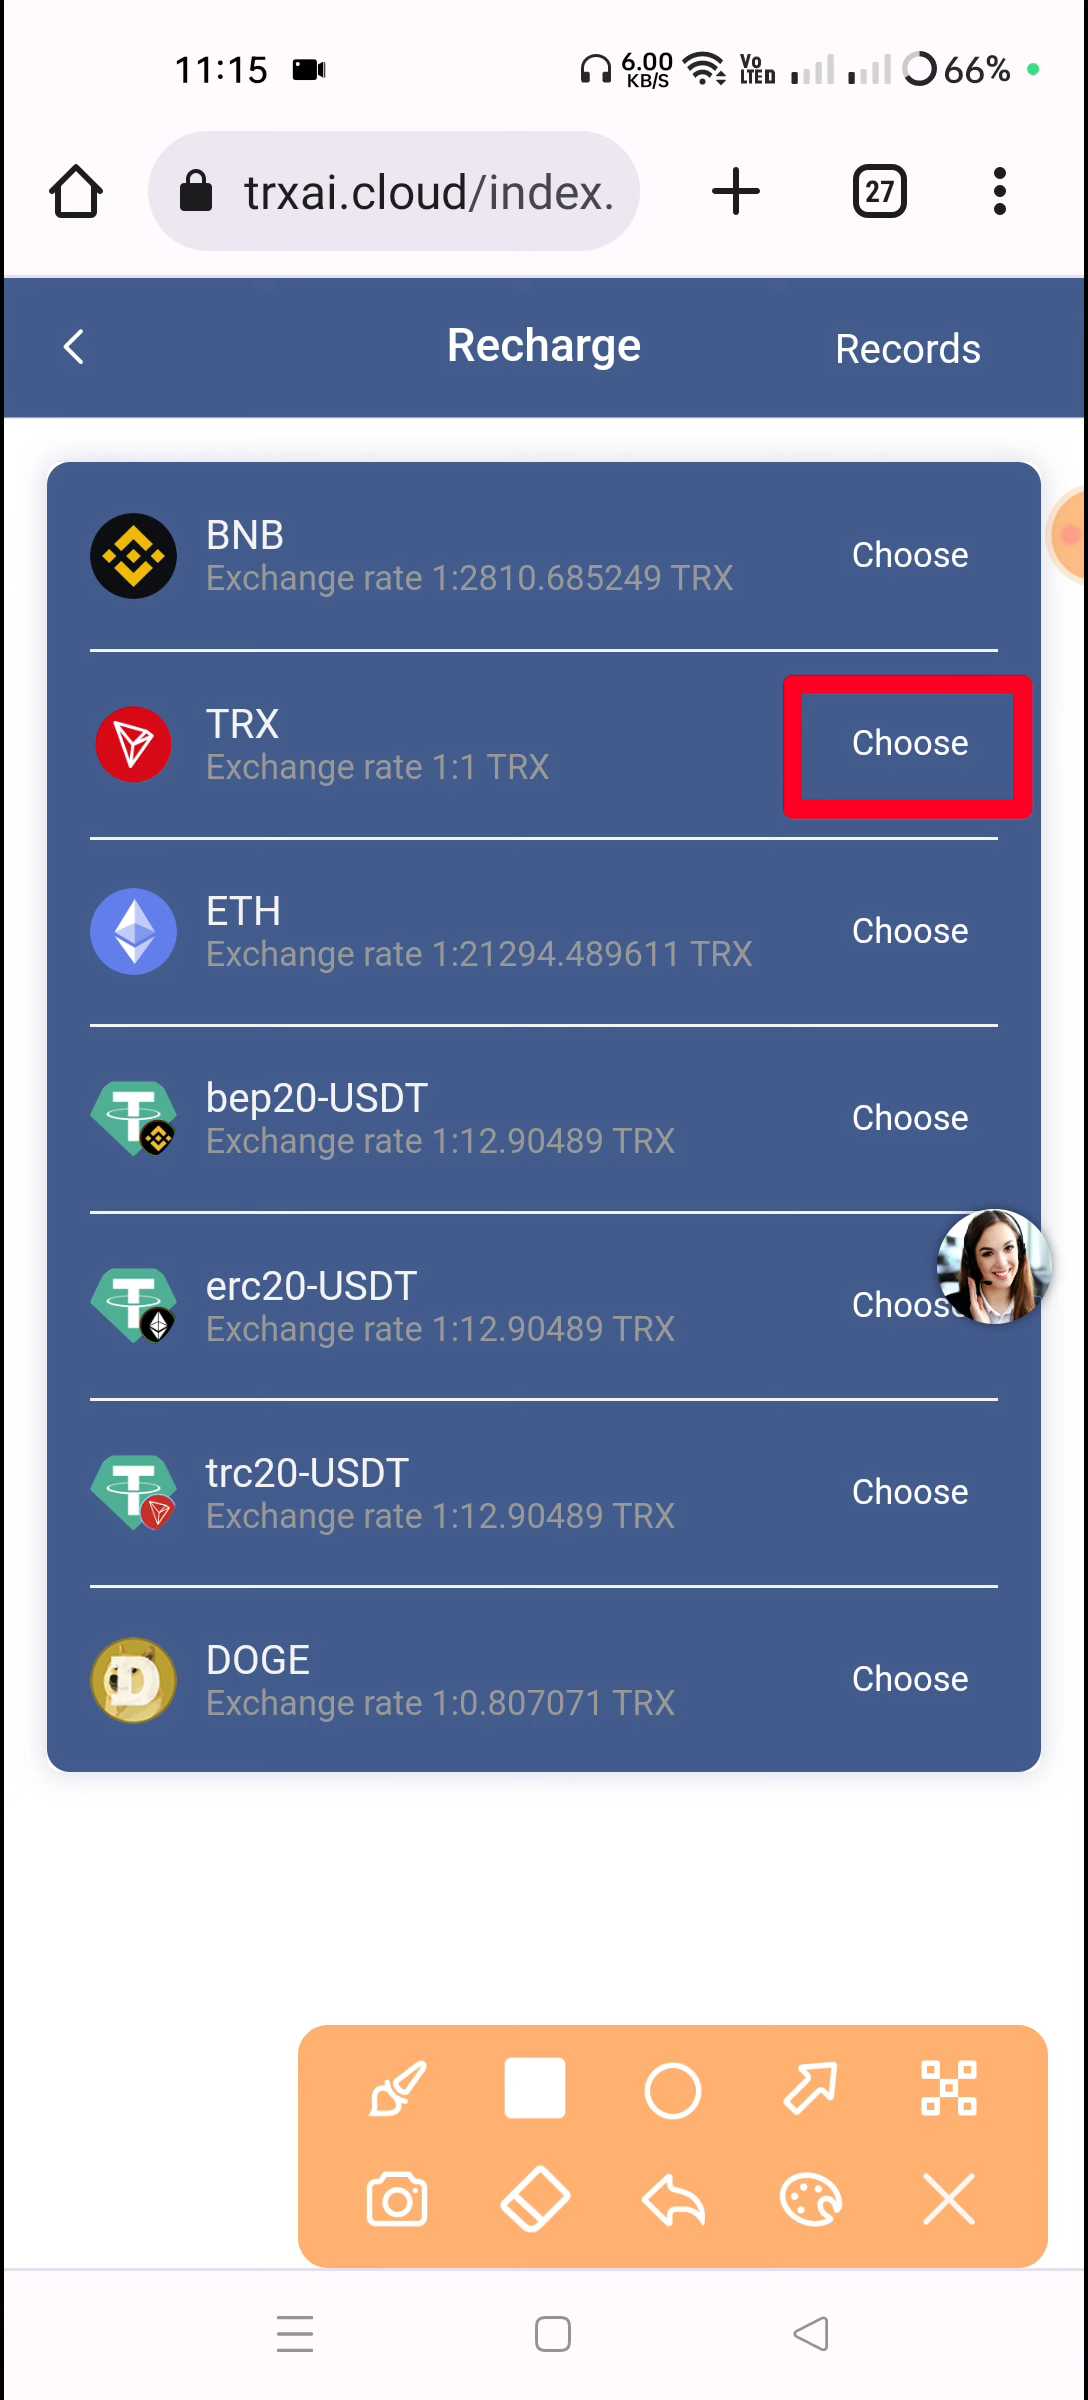 11:15
6.00 KB/S
Vo LTE
66%
trxai.cloud/index.
27
Recharge
Records
BNB
Exchange rate 1:2810.685249 TRX
Choose
TRX
Exchange rate 1:1 TRX
Choose
ETH
Exchange rate 1:21294.489611 TRX
Choose
bep20-USDT
Exchange rate 1:12.90489 TRX
Choose
erc20-USDT
Exchange rate 1:12.90489 TRX
Choose
trc20-USDT
Exchange rate 1:12.90489 TRX
Choose
DOGE
Exchange rate 1:0.807071 TRX
Choose